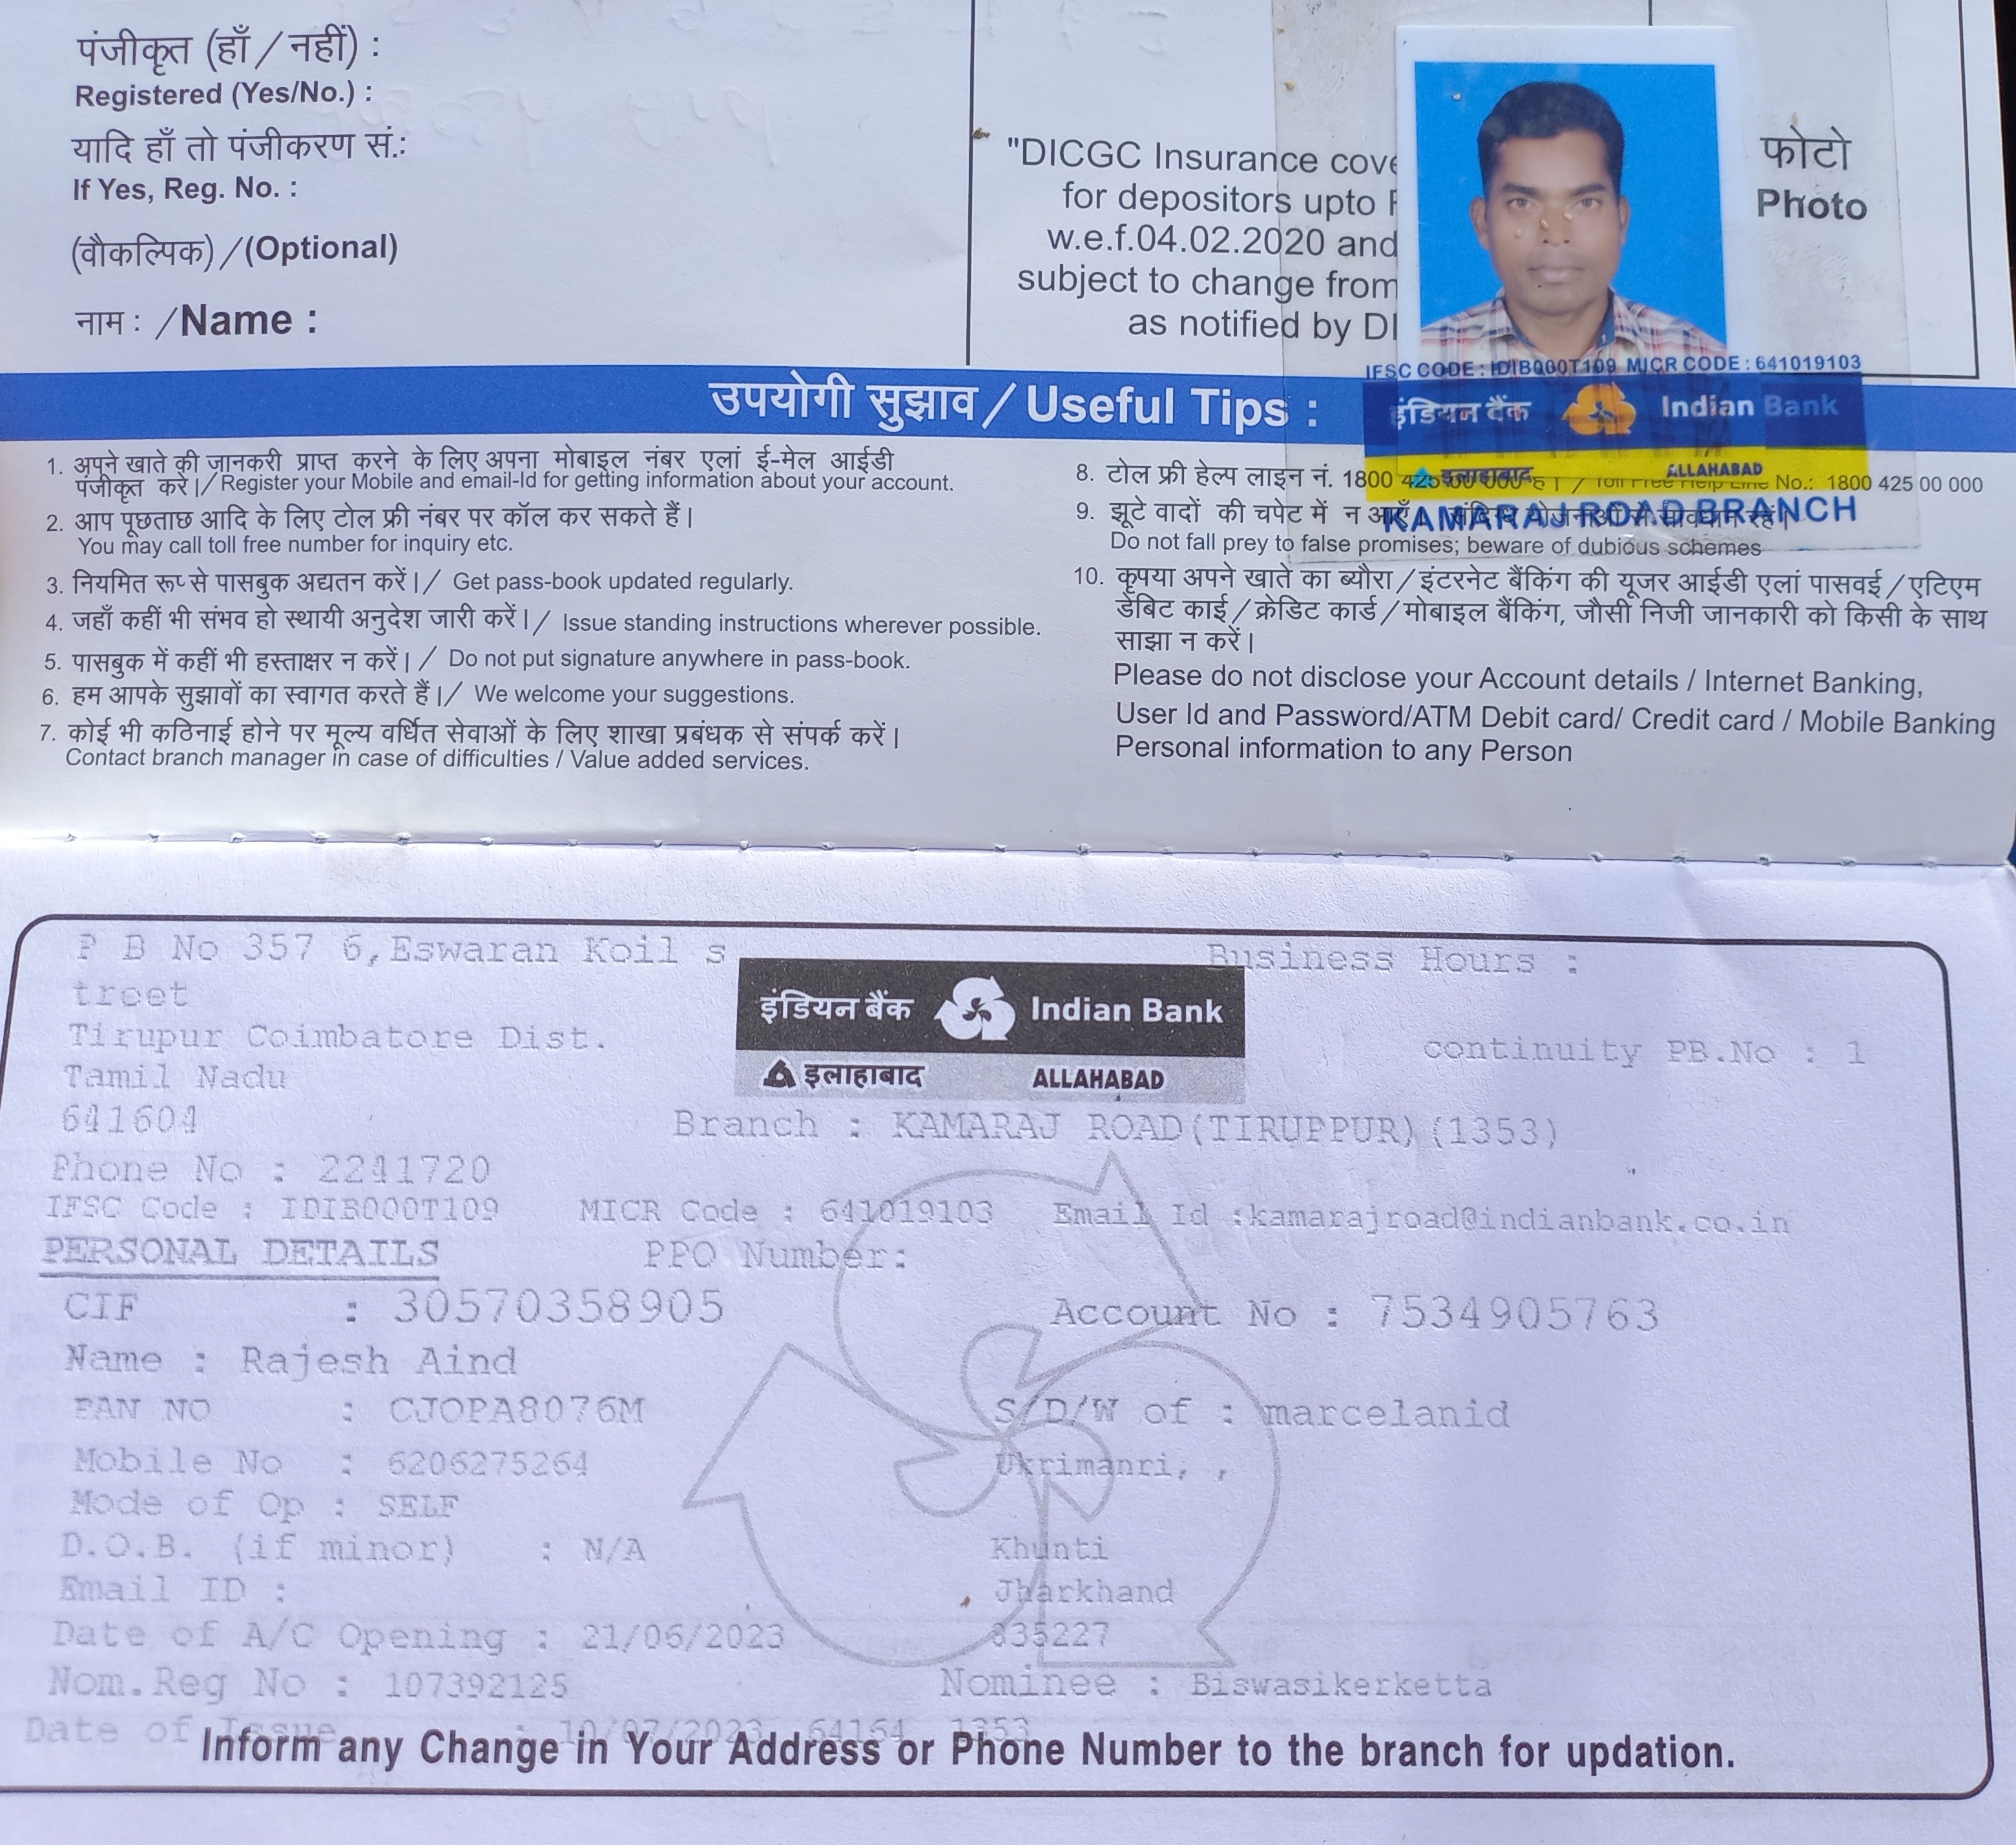 पंजीकृत (हाँ / नहीं) :
Registered (Yes/No.) :
यादि हाँ तो पंजीकरण सं.:
If Yes, Reg. No. :
(वौकल्पिक) / (Optional)
नाम : / Name :
"DICGC Insurance cove
for depositors upto
w.e.f.04.02.2020 and
subject to change from
as notified by DI
फोटो
Photo
IFSC CODE : IDIB000T109 MICR CODE : 641019103
इंडियन बैंक Indian Bank
इलाहाबाद ALLAHABAD
KAMARAJ ROAD BRANCH
उपयोगी सुझाव / Useful Tips :
1. अपने खाते की जानकरी प्राप्त करने के लिए अपना मोबाइल नंबर एलां ई-मेल आईडी
पंजीकृत करें। / Register your Mobile and email-Id for getting information about your account.
2. आप पूछताछ आदि के लिए टोल फ्री नंबर पर कॉल कर सकते हैं।
You may call toll free number for inquiry etc.
3. नियमित रू-से पासबुक अद्यतन करें। / Get pass-book updated regularly.
4. जहाँ कहीं भी संभव हो स्थायी अनुदेश जारी करें। / Issue standing instructions wherever possible.
5. पासबुक में कहीं भी हस्ताक्षर न करें। / Do not put signature anywhere in pass-book.
6. हम आपके सुझावों का स्वागत करते हैं। / We welcome your suggestions.
7. कोई भी कठिनाई होने पर मूल्य वर्धित सेवाओं के लिए शाखा प्रबंधक से संपर्क करें।
Contact branch manager in case of difficulties / Value added services.
8. टोल फ्री हेल्प लाइन नं. 1800 425 00 000 / Toll Free Help Line No.: 1800 425 00 000
9. झूटे वादों की चपेट में न
Do not fall prey to false promises; beware of dubious schemes
10. कृपया अपने खाते का ब्यौरा / इंटरनेट बैंकिंग की यूजर आईडी एलां पासवर्ड / एटिएम
डेबिट कार्ड / क्रेडिट कार्ड / मोबाइल बैंकिंग, जैसी निजी जानकारी को किसी के साथ
साझा न करें।
Please do not disclose your Account details / Internet Banking,
User Id and Password/ATM Debit card/ Credit card / Mobile Banking
Personal information to any Person
P B No 357 6,Eswaran Koil s
treet
Tirupur Coimbatore Dist.
Tamil Nadu
641601
Business Hours :
continuity PB.No : 1
इंडियन बैंक Indian Bank
इलाहाबाद ALLAHABAD
Branch : KAMARAJ ROAD(TIRUPPUR)(1353)
Phone No : 2241720
IFSC Code : IDIB000T109 MICR Code : 641019103 Email Id :kamarajroad@indianbank.co.in
PERSONAL DETAILS PPO Number:
CIF : 30570358905 Account No : 7534905763
Name : Rajesh Aind
PAN NO : CJOPA8076M S/D/W of : marcelanid
Mobile No : 6206275264 Ukrimanri, ,
Mode of Op : SELF
D.O.B. (if minor) : N/A Khunti
Email ID : Jharkhand
Date of A/C Opening : 21/06/2023 835227
Nom.Reg No : 107392125 Nominee : Biswasikerketta
Date of Issue 10/07/2023 64164 1353
Inform any Change in Your Address or Phone Number to the branch for updation.